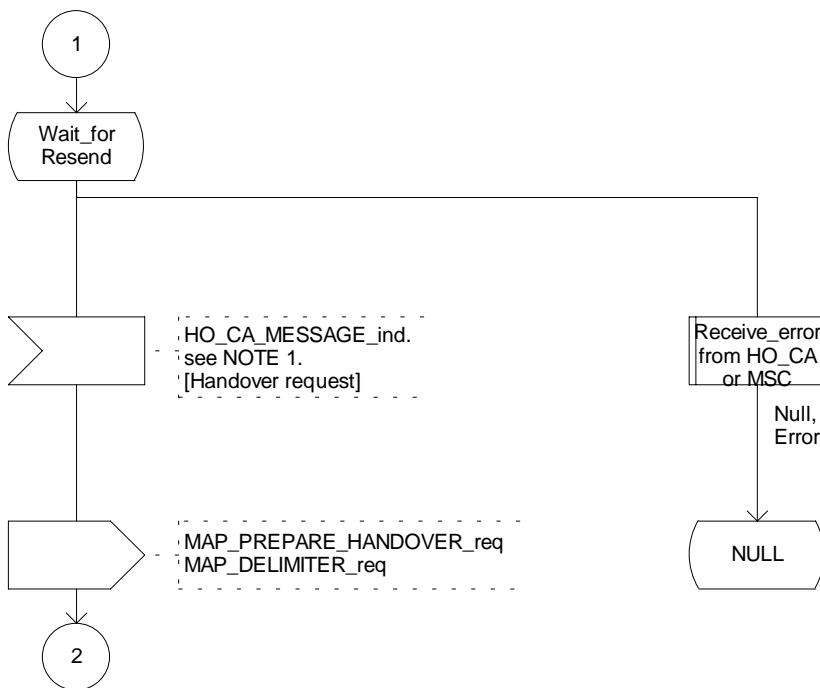 1
Wait_for
Resend
HO_CA_MESSAGE_ind.
see NOTE 1.
[Handover request]
Receive_error
from HO_CA
or MSC
Null,
Error
MAP_PREPARE_HANDOVER_req
MAP_DELIMITER_req
NULL
2